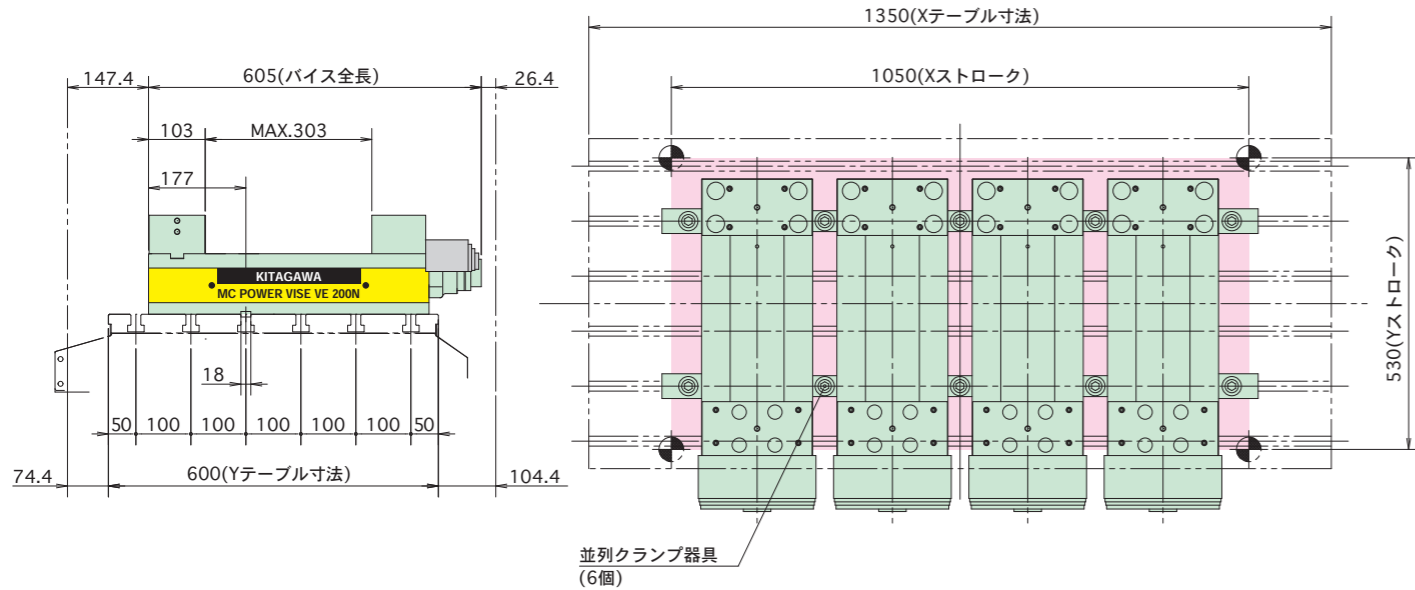 147.4
605(バイス全長)
26.4
103
MAX.303
177
KITAGAWA
MC POWER VISE VE 200N
18
50 100 100 100 100 100 50
74.4
600(Yテーブル寸法)
104.4
1350(Xテーブル寸法)
1050(Xストローク)
530(Yストローク)
並列クランプ器具
(6個)